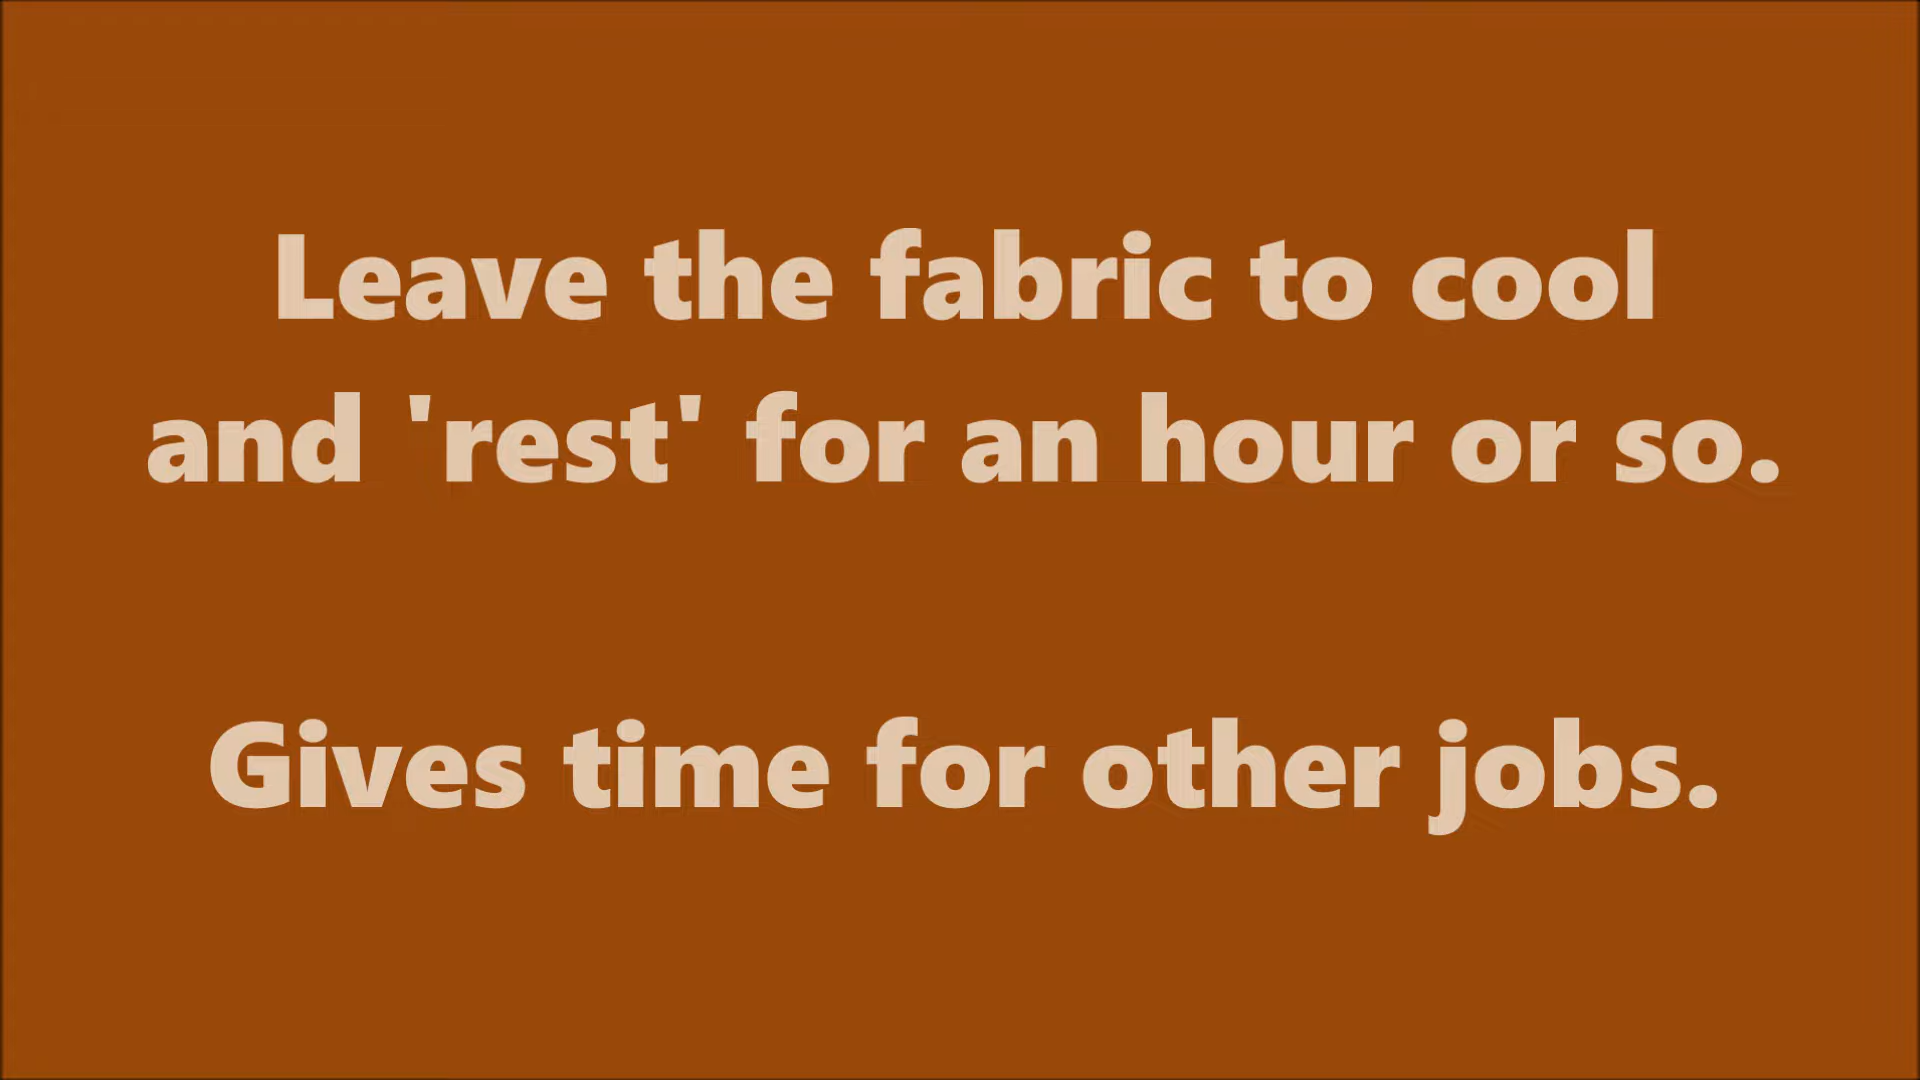 Leave the fabric to cool
and 'rest' for an hour or so.
Gives time for other jobs.